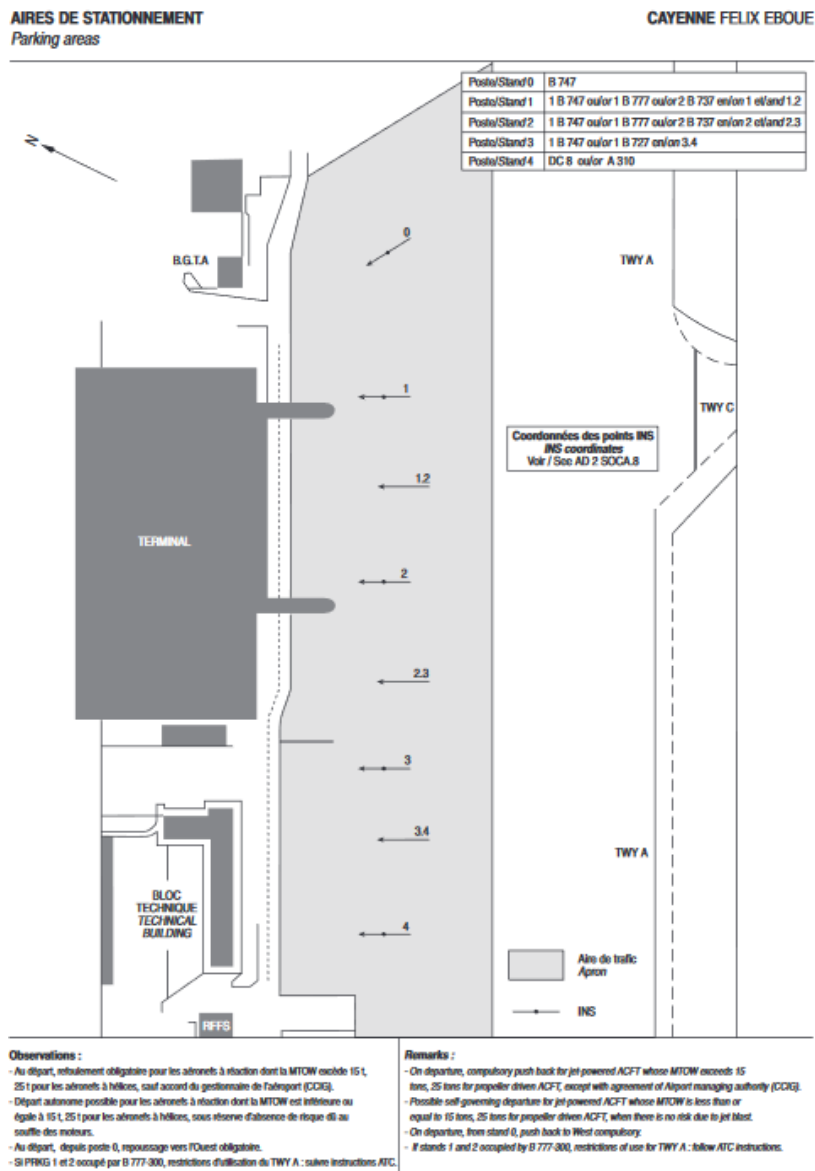 AIRES DE STATIONNEMENT
Parking areas
CAYENNE FELIX EBOUE
Poste/Stand 0 B 747
Poste/Stand 1 1 B 747 ou/or 1 B 777 ou/or 2 B 737 en/on 1 et/and 1.2
Poste/Stand 2 1 B 747 ou/or 1 B 777 ou/or 2 B 737 en/on 2 et/and 2.3
Poste/Stand 3 1 B 747 ou/or 1 B 727 en/on 3.4
Poste/Stand 4 DC 8 ou/or A 310
N
0
B.G.T.A
TWY A
1
TWY C
Coordonnées des points INS
INS coordinates
Voir / See AD 2 SOCA.8
1.2
TERMINAL
2
2.3
3
3.4
TWY A
BLOC
TECHNIQUE
TECHNICAL
BUILDING
4
Aire de trafic
Apron
INS
RFFS
Observations :
- Au départ, refoulement obligatoire pour les aéronefs à réaction dont la MTOW excède 15 t,
25 t pour les aéronefs à hélices, sauf accord du gestionnaire de l'aéroport (CCIG).
- Départ autonome possible pour les aéronefs à réaction dont la MTOW est inférieure ou
égale à 15 t, 25 t pour les aéronefs à hélices, sous réserve d'absence de risque dû au
souffle des moteurs.
- Au départ, depuis poste 0, repoussage vers l'Ouest obligatoire.
- Si PRKG 1 et 2 occupé par B 777-300, restrictions d'utilisation du TWY A : suivre instructions ATC.
Remarks :
- On departure, compulsory push back for jet-powered ACFT whose MTOW exceeds 15
tons, 25 tons for propeller driven ACFT, except with agreement of Airport managing authority (CCIG).
- Possible self-governing departure for jet-powered ACFT whose MTOW is less than or
equal to 15 tons, 25 tons for propeller driven ACFT, when there is no risk due to jet blast.
- On departure, from stand 0, push back to West compulsory.
- If stands 1 and 2 occupied by B 777-300, restrictions of use for TWY A : follow ATC instructions.